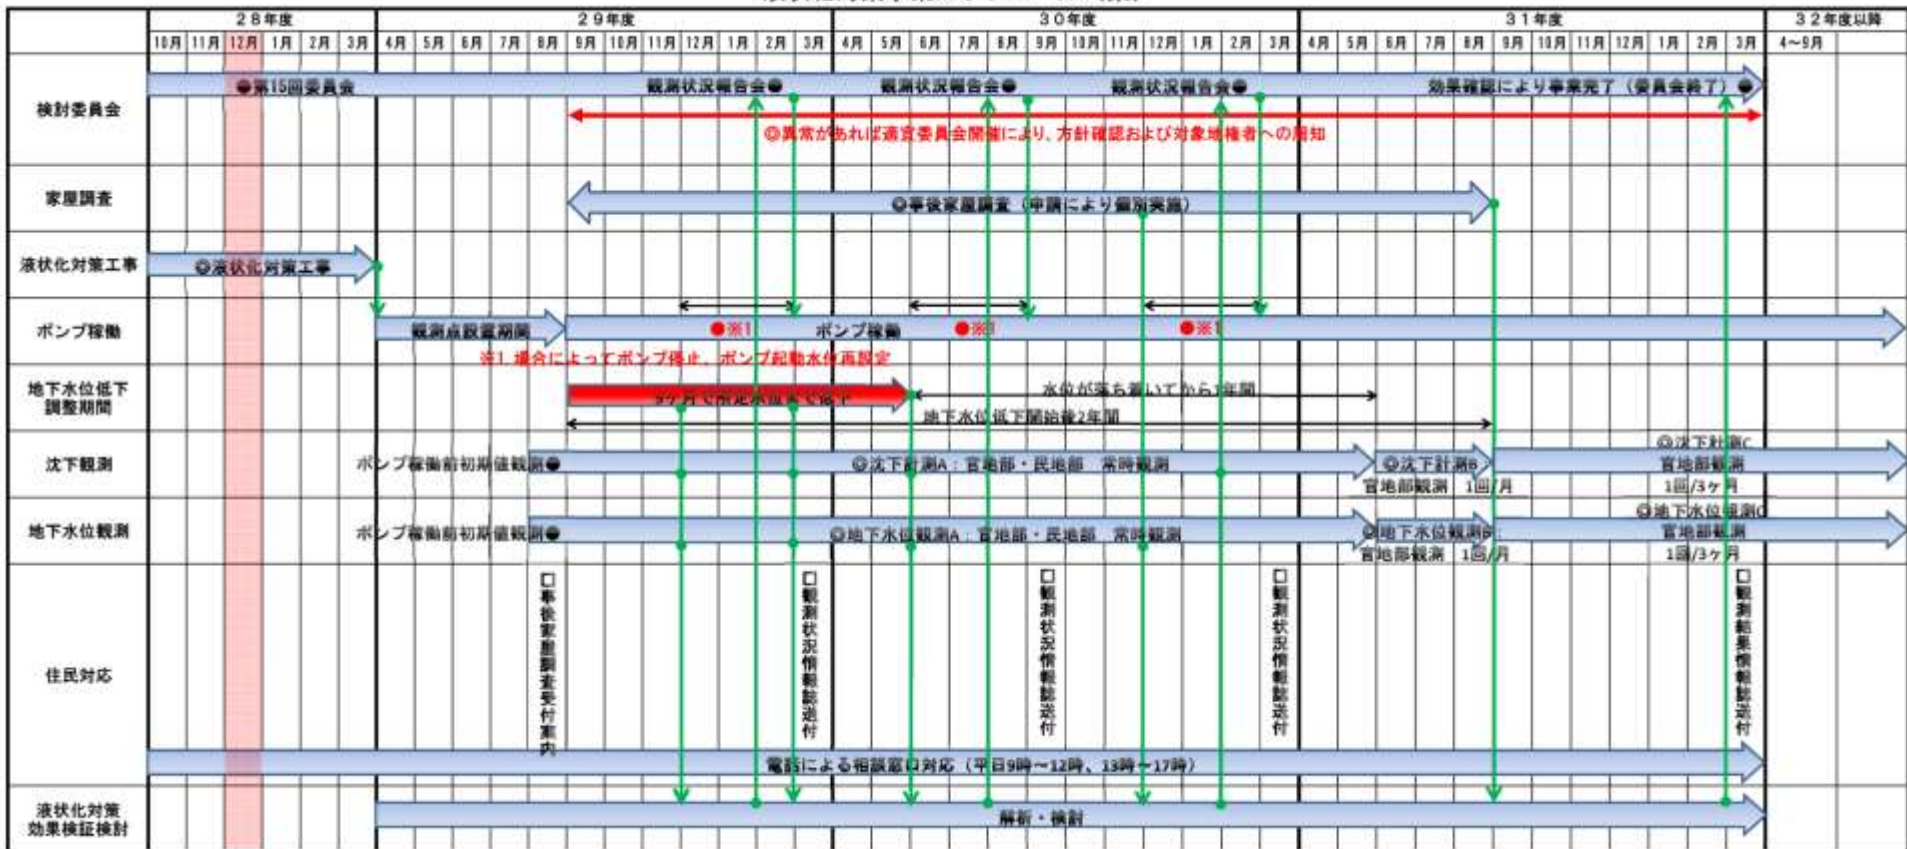 28年度 29年度 30年度 31年度 32年度以降
10月 11月 12月 1月 2月 3月 4月 5月 6月 7月 8月 9月 10月 11月 12月 1月 2月 3月 4月 5月 6月 7月 8月 9月 10月 11月 12月 1月 2月 3月 4月 5月 6月 7月 8月 9月 10月 11月 12月 1月 2月 3月 4～9月
検討委員会
●第15回委員会 観測状況報告会● 観測状況報告会● 観測状況報告会● 効果確認により事業完了（委員会終了）●
◎異常があれば適宜委員会開催により、方針確認および対象地権者への周知
家屋調査
◎事後家屋調査（申請により個別実施）
液状化対策工事
◎液状化対策工事
ポンプ稼働
観測点設置期間 ●※1 ポンプ稼働 ●※1 ●※1
※1 場合によってポンプ停止、ポンプ起動水位再設定
地下水位低下
調整期間
9ヶ月で所定水位まで低下 水位が落ち着いてから1年間
地下水位低下開始後2年間
沈下観測
ポンプ稼働前初期値観測● ◎沈下計測A：官地部・民地部 常時観測 ◎沈下計測B
官地部観測 1回/月
◎沈下計測C
官地部観測
1回/3ヶ月
地下水位観測
ポンプ稼働前初期値観測● ◎地下水位観測A：官地部・民地部 常時観測 ◎地下水位観測B：
官地部観測 1回/月
◎地下水位観測C
官地部観測
1回/3ヶ月
住民対応
□事後家屋調査受付案内
□観測状況情報誌送付
□観測状況情報誌送付
□観測状況情報誌送付
□観測結果情報誌送付
電話による相談窓口対応（平日9時～12時、13時～17時）
液状化対策
効果検証検討
解析・検討